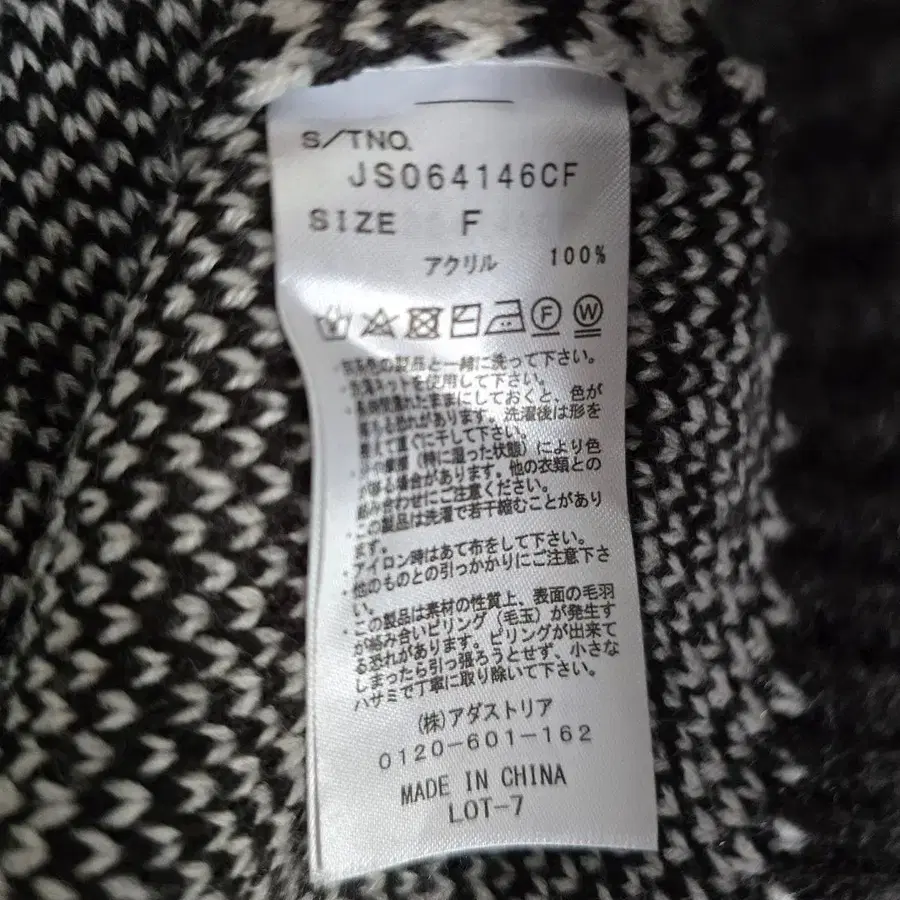 S/TNO.
JS064146CF
SIZE F
アクリル 100%
F W
の製品と一緒に洗って下さい。
・洗濯ネットを使用して下さい。
・長時間濡れたままにしておくと、色が
落ちる恐れがあります。洗濯後は形を
整えて直ぐに干して下さい。
（特に湿った状態）により色
が移る場合があります。他の衣類との
組み合わせにご注意ください。
・この製品は洗濯で若干縮むことがあり
ます。
・アイロン時はあて布をして下さい。
・他のものとの引っかかりにご注意下さ
い。
・この製品は素材の性質上、表面の毛羽
が絡み合いピリング（毛玉）が発生す
る恐れがあります。ピリングが出来て
しまったら引っ張ろうとせず、小さな
ハサミで丁寧に取り除いて下さい。
(株)アダストリア
0120-601-162
MADE IN CHINA
LOT-7